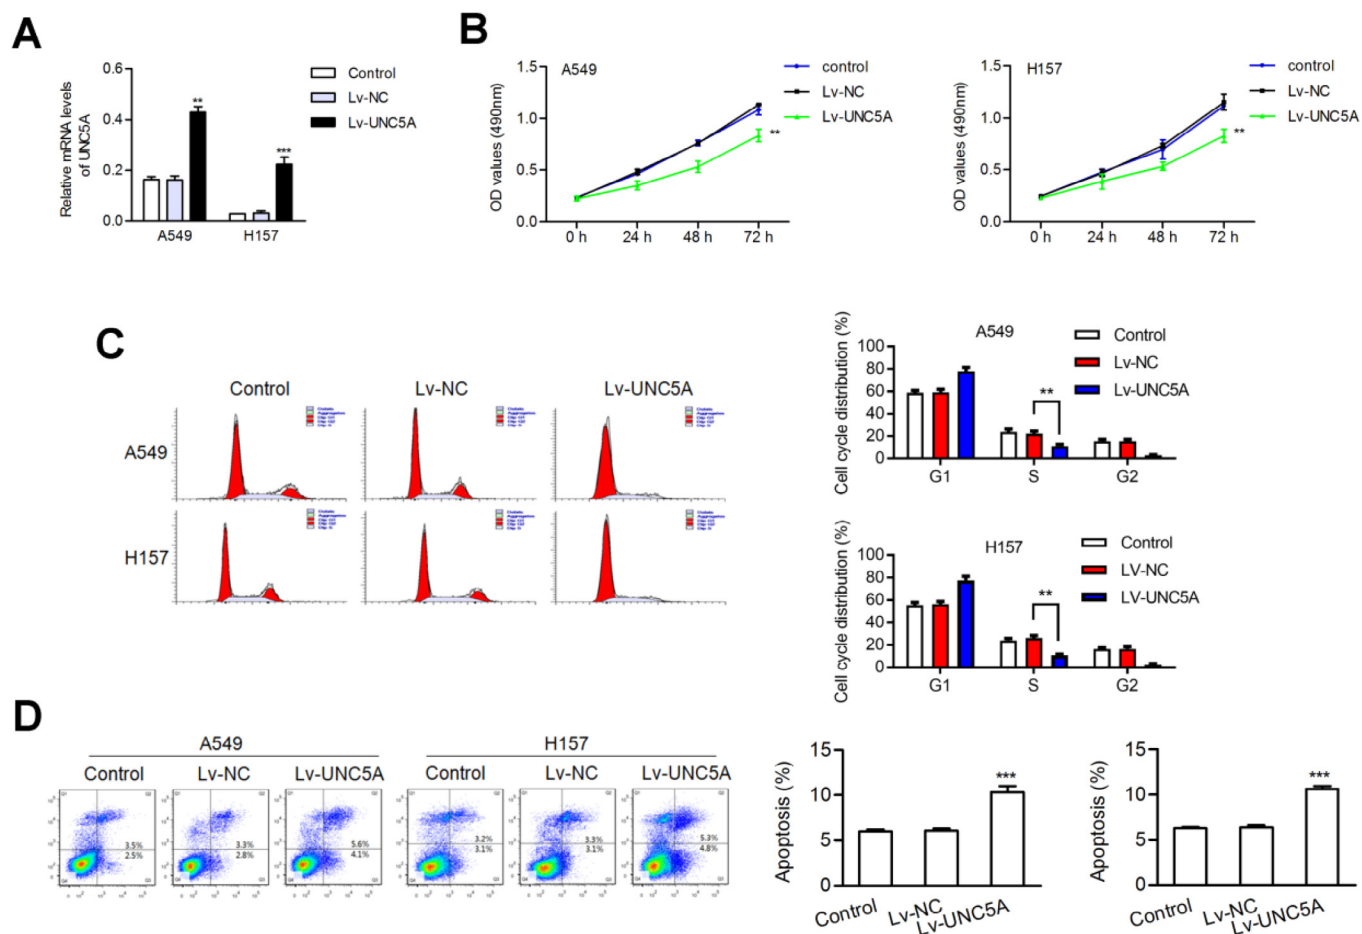 A
Relative mRNA levels
of UNC5A
0.6
0.4
0.2
0.0
**
***
A549
H157
Control
Lv-NC
Lv-UNC5A
B
A549
OD values (490nm)
1.5
1.0
0.5
0.0
0 h
24 h
48 h
72 h
**
control
Lv-NC
Lv-UNC5A
H157
OD values (490nm)
1.5
1.0
0.5
0.0
0 h
24 h
48 h
72 h
**
control
Lv-NC
Lv-UNC5A
C
Control
Lv-NC
Lv-UNC5A
A549
H157
A549
Cell cycle distribution (%)
100
80
60
40
20
0
**
G1
S
G2
Control
Lv-NC
Lv-UNC5A
H157
Cell cycle distribution (%)
100
80
60
40
20
0
**
G1
S
G2
Control
LV-NC
LV-UNC5A
D
A549
H157
Control
Lv-NC
Lv-UNC5A
Control
Lv-NC
Lv-UNC5A
3.5%
2.5%
3.3%
2.8%
5.6%
4.1%
3.2%
3.1%
3.3%
3.1%
5.3%
4.8%
Apoptosis (%)
15
10
5
0
***
Control
Lv-NC
Lv-UNC5A
Apoptosis (%)
15
10
5
0
***
Control
Lv-NC
Lv-UNC5A